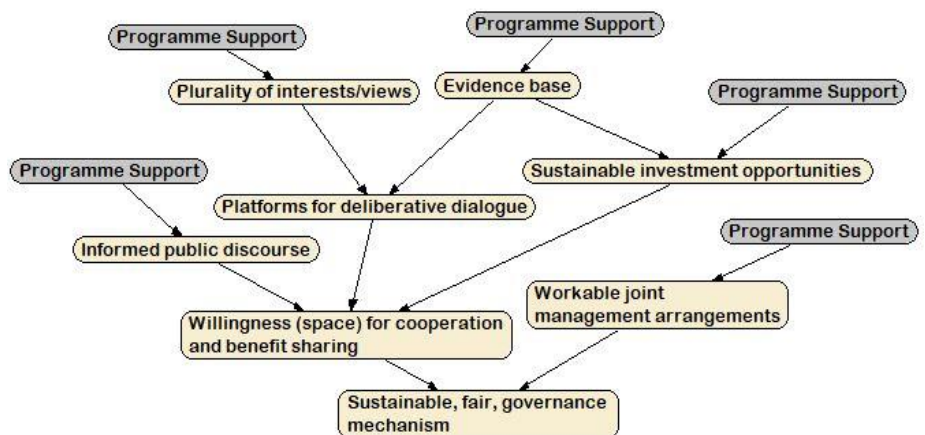 Programme Support
Programme Support
Plurality of interests/views
Evidence base
Programme Support
Programme Support
Sustainable investment opportunities
Platforms for deliberative dialogue
Programme Support
Informed public discourse
Workable joint
management arrangements
Willingness (space) for cooperation
and benefit sharing
Sustainable, fair, governance
mechanism